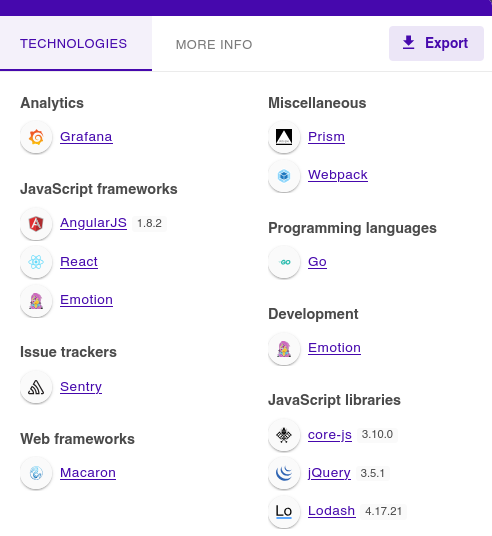 TECHNOLOGIES
MORE INFO
Export
Analytics
Grafana
JavaScript frameworks
AngularJS 1.8.2
React
Emotion
Issue trackers
Sentry
Web frameworks
Macaron
Miscellaneous
Prism
Webpack
Programming languages
GO Go
Development
Emotion
JavaScript libraries
core-js 3.10.0
jQuery 3.5.1
Lo Lodash 4.17.21